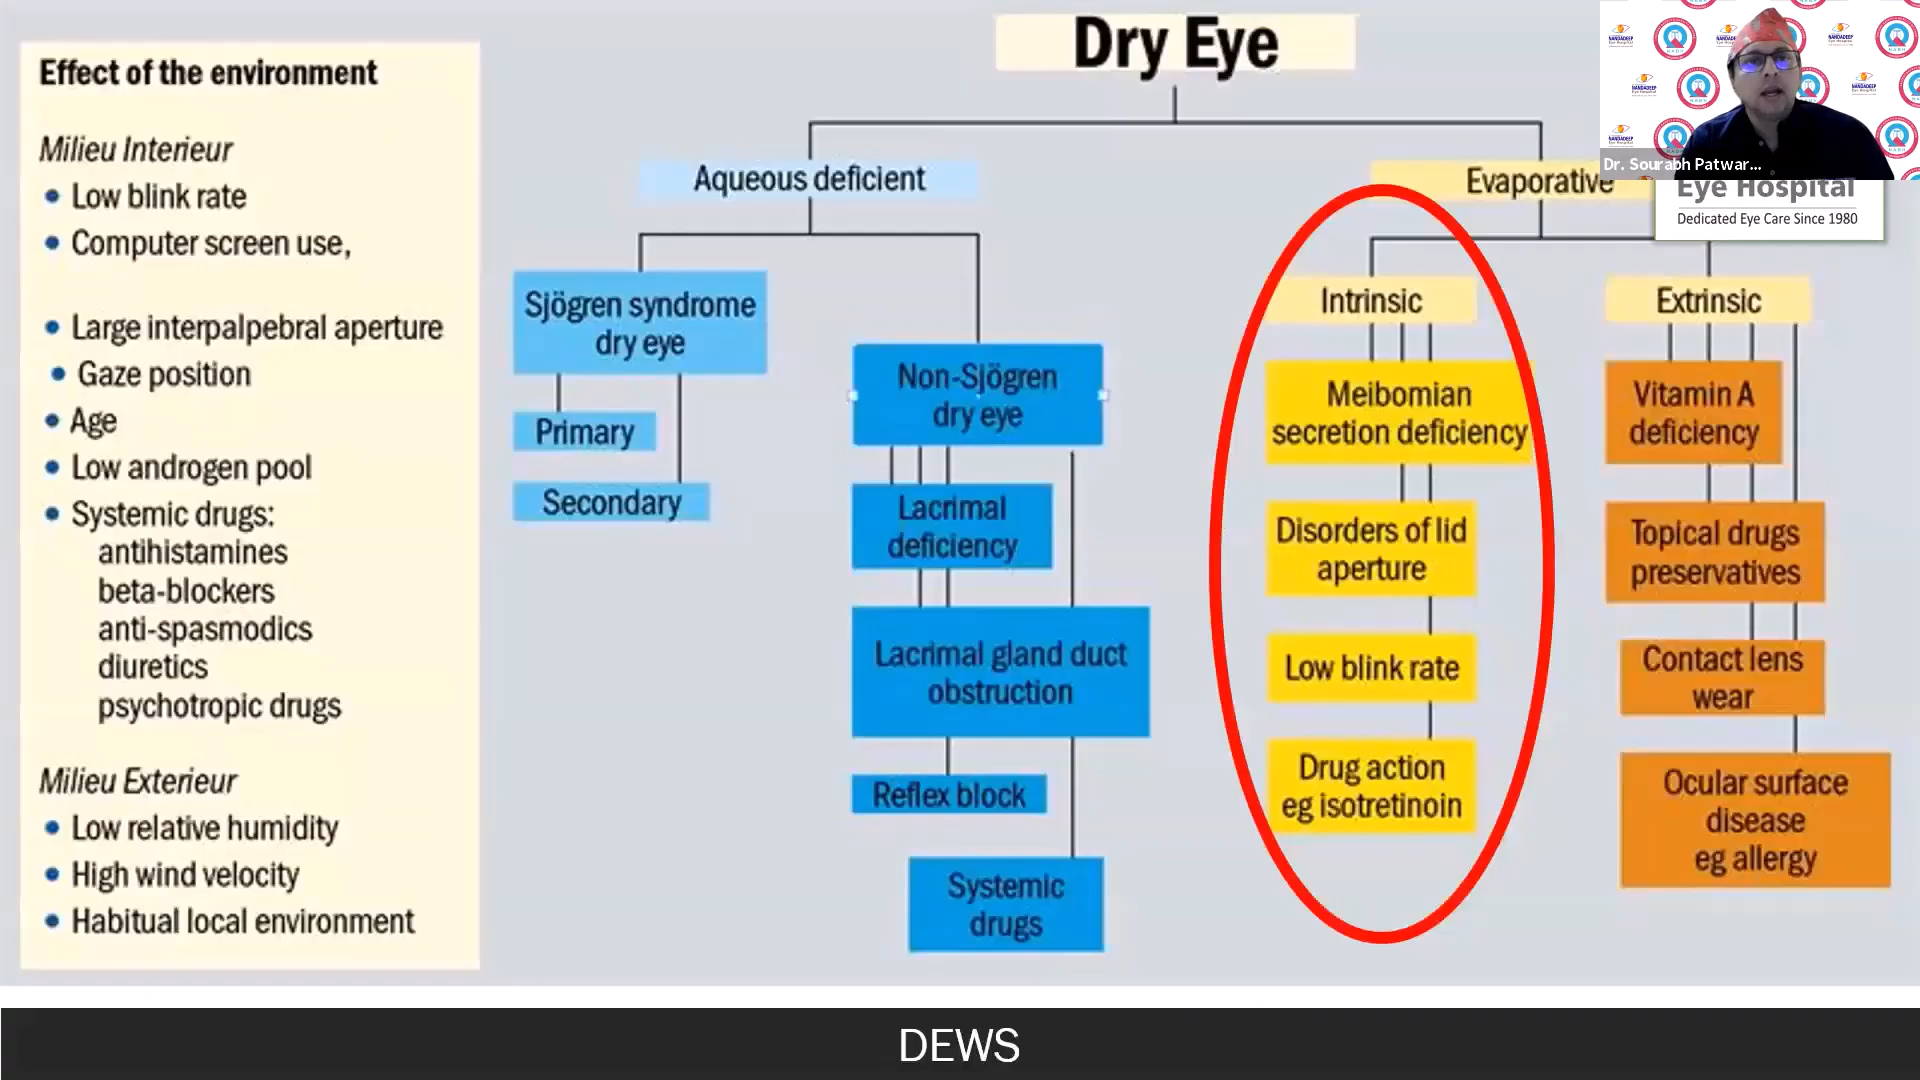 Dry Eye
Effect of the environment
Milieu Interieur
• Low blink rate
• Computer screen use,
• Large interpalpebral aperture
• Gaze position
• Age
• Low androgen pool
• Systemic drugs:
antihistamines
beta-blockers
anti-spasmodics
diuretics
psychotropic drugs
Milieu Exterieur
• Low relative humidity
• High wind velocity
• Habitual local environment
Aqueous deficient
Sjögren syndrome
dry eye
Primary
Secondary
Non-Sjögren
dry eye
Lacrimal
deficiency
Lacrimal gland duct
obstruction
Reflex block
Systemic
drugs
Evaporative
Intrinsic
Meibomian
secretion deficiency
Disorders of lid
aperture
Low blink rate
Drug action
eg isotretinoin
Extrinsic
Vitamin A
deficiency
Topical drugs
preservatives
Contact lens
wear
Ocular surface
disease
eg allergy
Dr. Sourabh Patwar...
Eye Hospital
Dedicated Eye Care Since 1980
NANDADEEP
Eye Hospital
DEWS